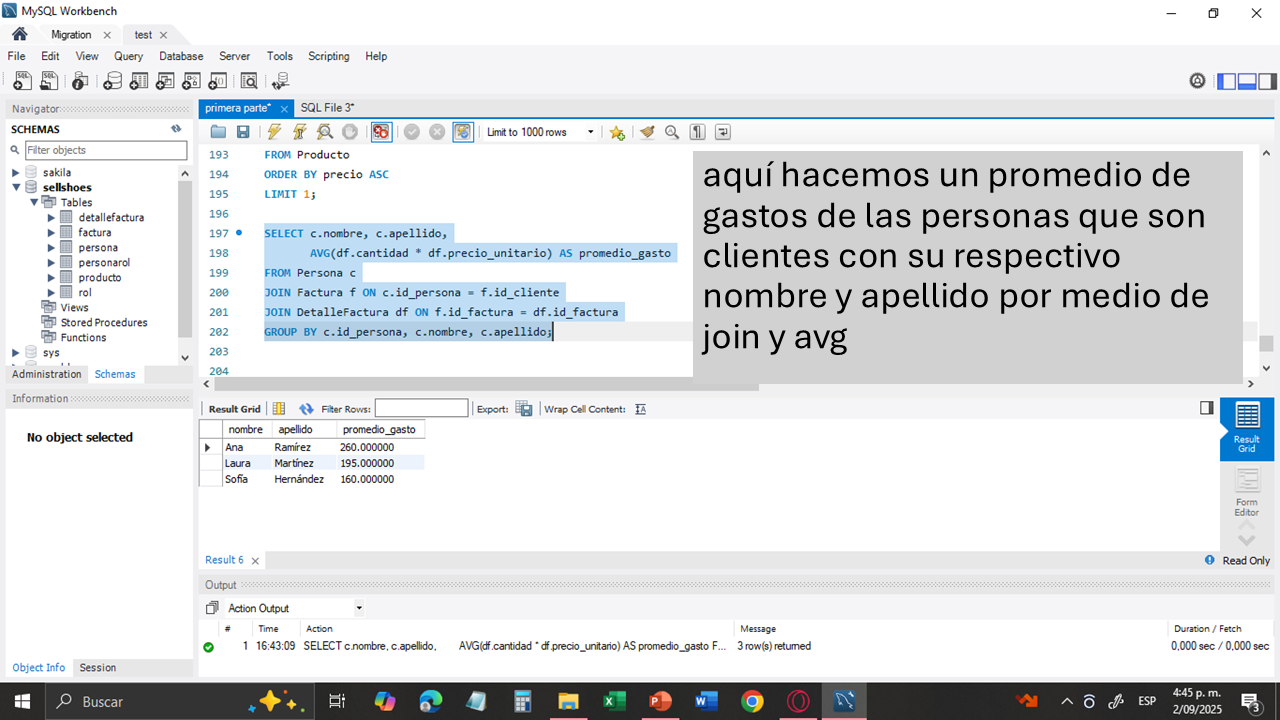 MySQL Workbench
Migration
test
File Edit View Query Database Server Tools Scripting Help
Navigator
SCHEMAS
Filter objects
sakila
sellshoes
Tables
detallefactura
factura
persona
personarol
producto
rol
Views
Stored Procedures
Functions
sys
Administration Schemas
Information
No object selected
Object Info Session
primera parte* SQL File 3*
Limit to 1000 rows
193 FROM Producto
194 ORDER BY precio ASC
195 LIMIT 1;
196
197 SELECT c.nombre, c.apellido,
198 AVG(df.cantidad * df.precio_unitario) AS promedio_gasto
199 FROM Persona c
200 JOIN Factura f ON c.id_persona = f.id_cliente
201 JOIN DetalleFactura df ON f.id_factura = df.id_factura
202 GROUP BY c.id_persona, c.nombre, c.apellido;
203
204
aquí hacemos un promedio de
gastos de las personas que son
clientes con su respectivo
nombre y apellido por medio de
join y avg
Result Grid Filter Rows: Export: Wrap Cell Content:
nombre apellido promedio_gasto
Ana Ramírez 260.000000
Laura Martínez 195.000000
Sofía Hernández 160.000000
Result Grid
Form Editor
Result 6
Read Only
Output
Action Output
# Time Action Message Duration / Fetch
1 16:43:09 SELECT c.nombre, c.apellido, AVG(df.cantidad * df.precio_unitario) AS promedio_gasto F... 3 row(s) returned 0,000 sec / 0,000 sec
Buscar
ESP
4:45 p. m.
2/09/2025
3